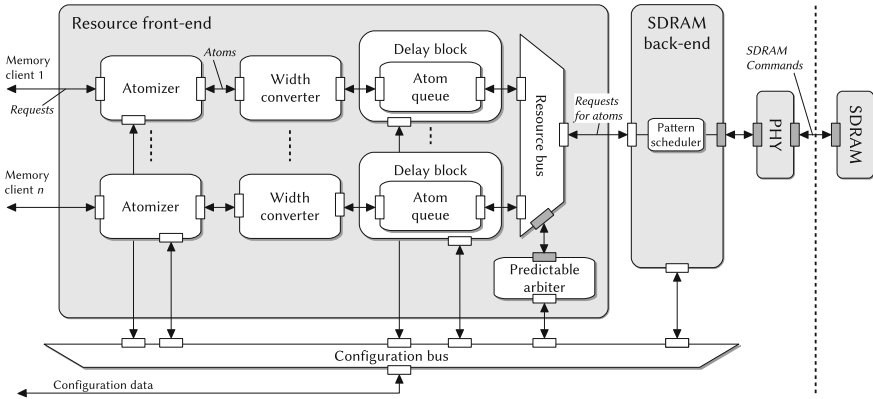 Resource front-end
SDRAM
back-end
Memory
client 1
Requests
Atomizer
Atoms
Width
converter
Delay block
Atom
queue
Resource bus
Requests
for atoms
Pattern
scheduler
SDRAM
Commands
PHY
SDRAM
Memory
client n
Atomizer
Width
converter
Delay block
Atom
queue
Predictable
arbiter
Configuration bus
Configuration data